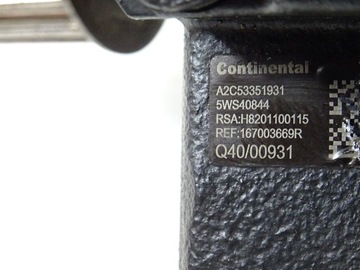 Continental
A2C53351931
5WS40844
RSA:H8201100115
REF:167003669R
Q40/00931